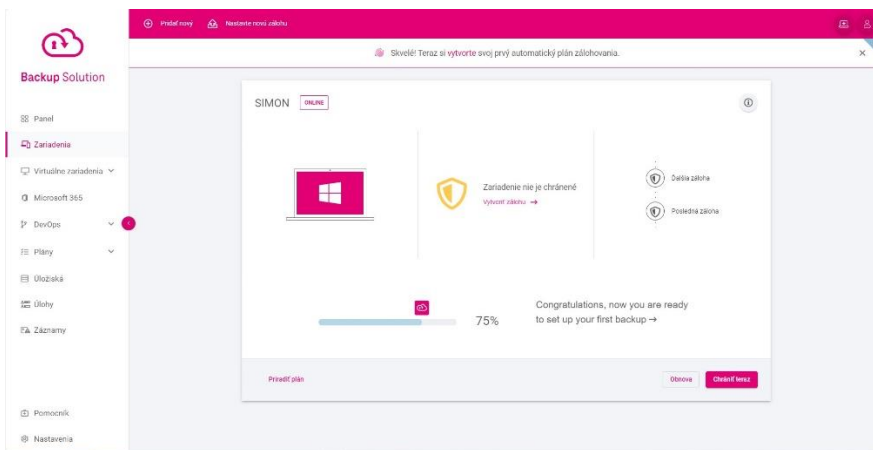 Pridať nový
Nastavte novú zálohu
Skvelé! Teraz si vytvorte svoj prvý automatický plán zálohovania.
Backup Solution
Panel
Zariadenia
Virtuálne zariadenia
Microsoft 365
DevOps
Plány
Úložiská
Úlohy
Záznamy
Pomocník
Nastavenia
SIMON
ONLINE
Zariadenie nie je chránené
Vytvoriť zálohu →
Ďalšia záloha
Posledná záloha
75%
Congratulations, now you are ready
to set up your first backup →
Priradiť plán
Obnova
Chrániť teraz